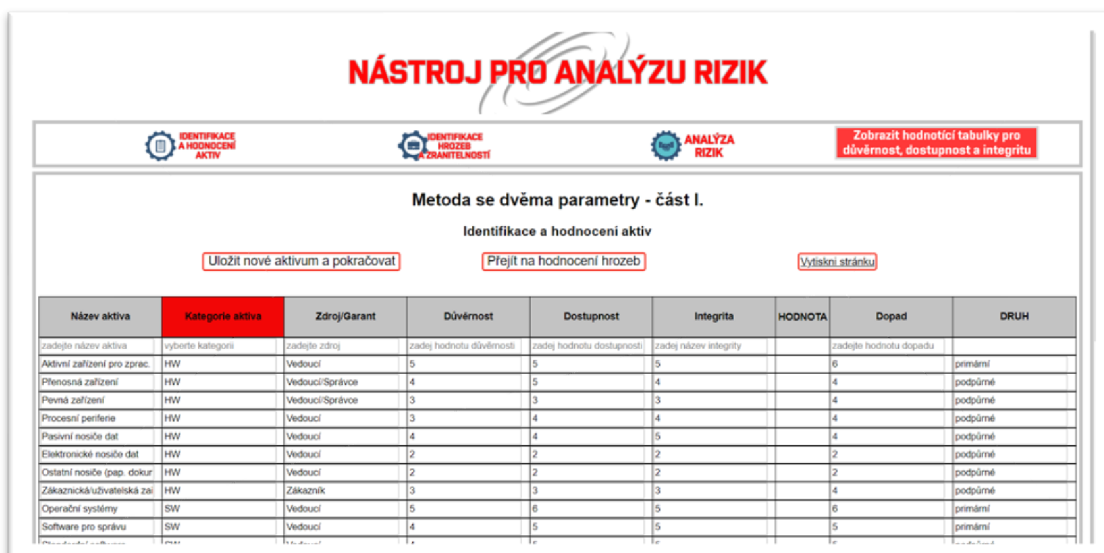 NÁSTROJ PRO ANALÝZU RIZIK
IDENTIFIKACE
A HODNOCENÍ
AKTIV
IDENTIFIKACE
HROZEB
A ZRANITELNOSTÍ
ANALÝZA
RIZIK
Zobrazit hodnotící tabulky pro
důvěrnost, dostupnost a integritu
Metoda se dvěma parametry - část I.
Identifikace a hodnocení aktiv
Uložit nové aktivum a pokračovat Přejít na hodnocení hrozeb Vytiskni stránku
Název aktiva Kategorie aktiva Zdroj/Garant Důvěrnost Dostupnost Integrita HODNOTA Dopad DRUH
zadejte název aktiva vyberte kategorii zadejte zdroj zadej hodnotu důvěrnosti zadej hodnotu dostupnosti zadej název integrity zadejte hodnotu dopadu
Aktivní zařízení pro zprac. HW Vedoucí 5 5 5 6 primární
Přenosná zařízení HW Vedoucí/Správce 4 5 4 4 podpůrné
Pevná zařízení HW Vedoucí/Správce 3 3 3 4 podpůrné
Procesní periferie HW Vedoucí 3 4 4 4 podpůrné
Pasivní nosiče dat HW Vedoucí 4 4 5 4 podpůrné
Elektronické nosiče dat HW Vedoucí 2 2 2 2 podpůrné
Ostatní nosiče (pap. dokur HW Vedoucí 2 2 2 2 podpůrné
Zákaznická/uživatelská zai HW Zákazník 3 3 3 4 podpůrné
Operační systémy SW Vedoucí 5 6 5 6 primární
Software pro správu SW Vedoucí 4 5 5 5 primární